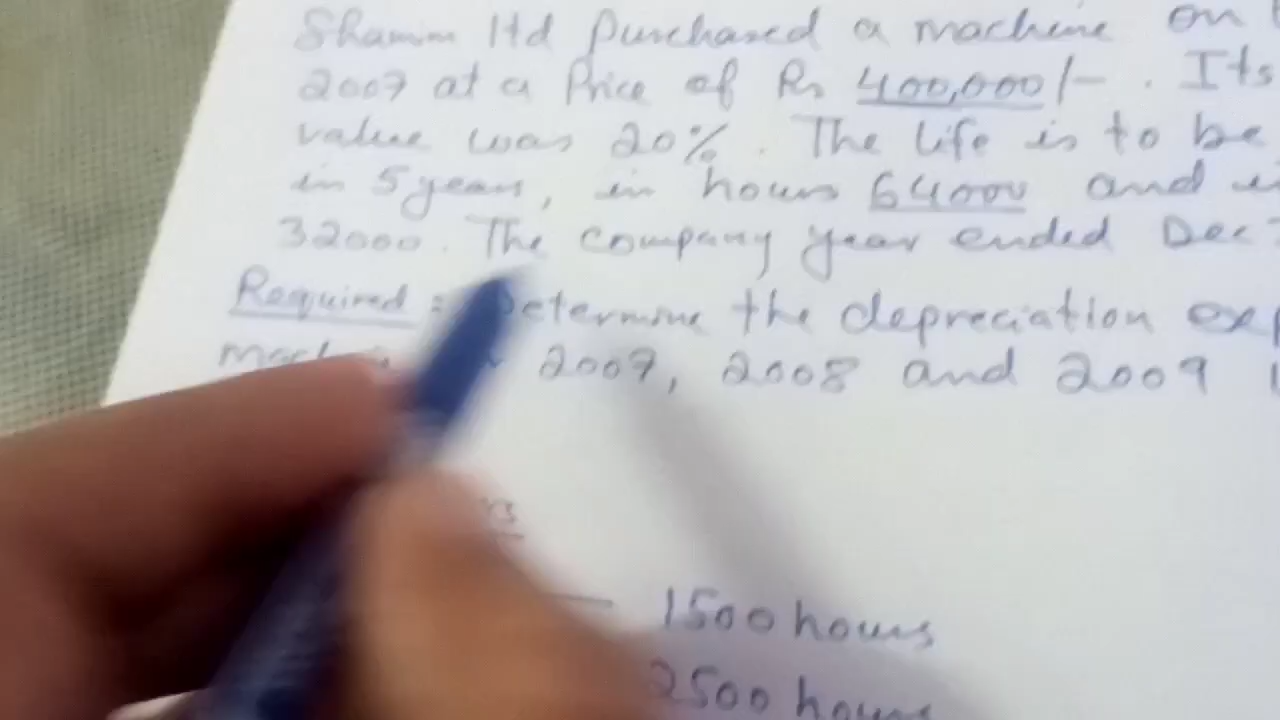 Shamim ltd purchased a machine on
2007 at a Price of Rs 400,000/- . Its
value was 20% . The life is to be
in 5 years, in hours 64000 and
32000 . The company year ended Dec
Required : Determine the depreciation
2007, 2008 and 2009
1500 hours
2500 hours